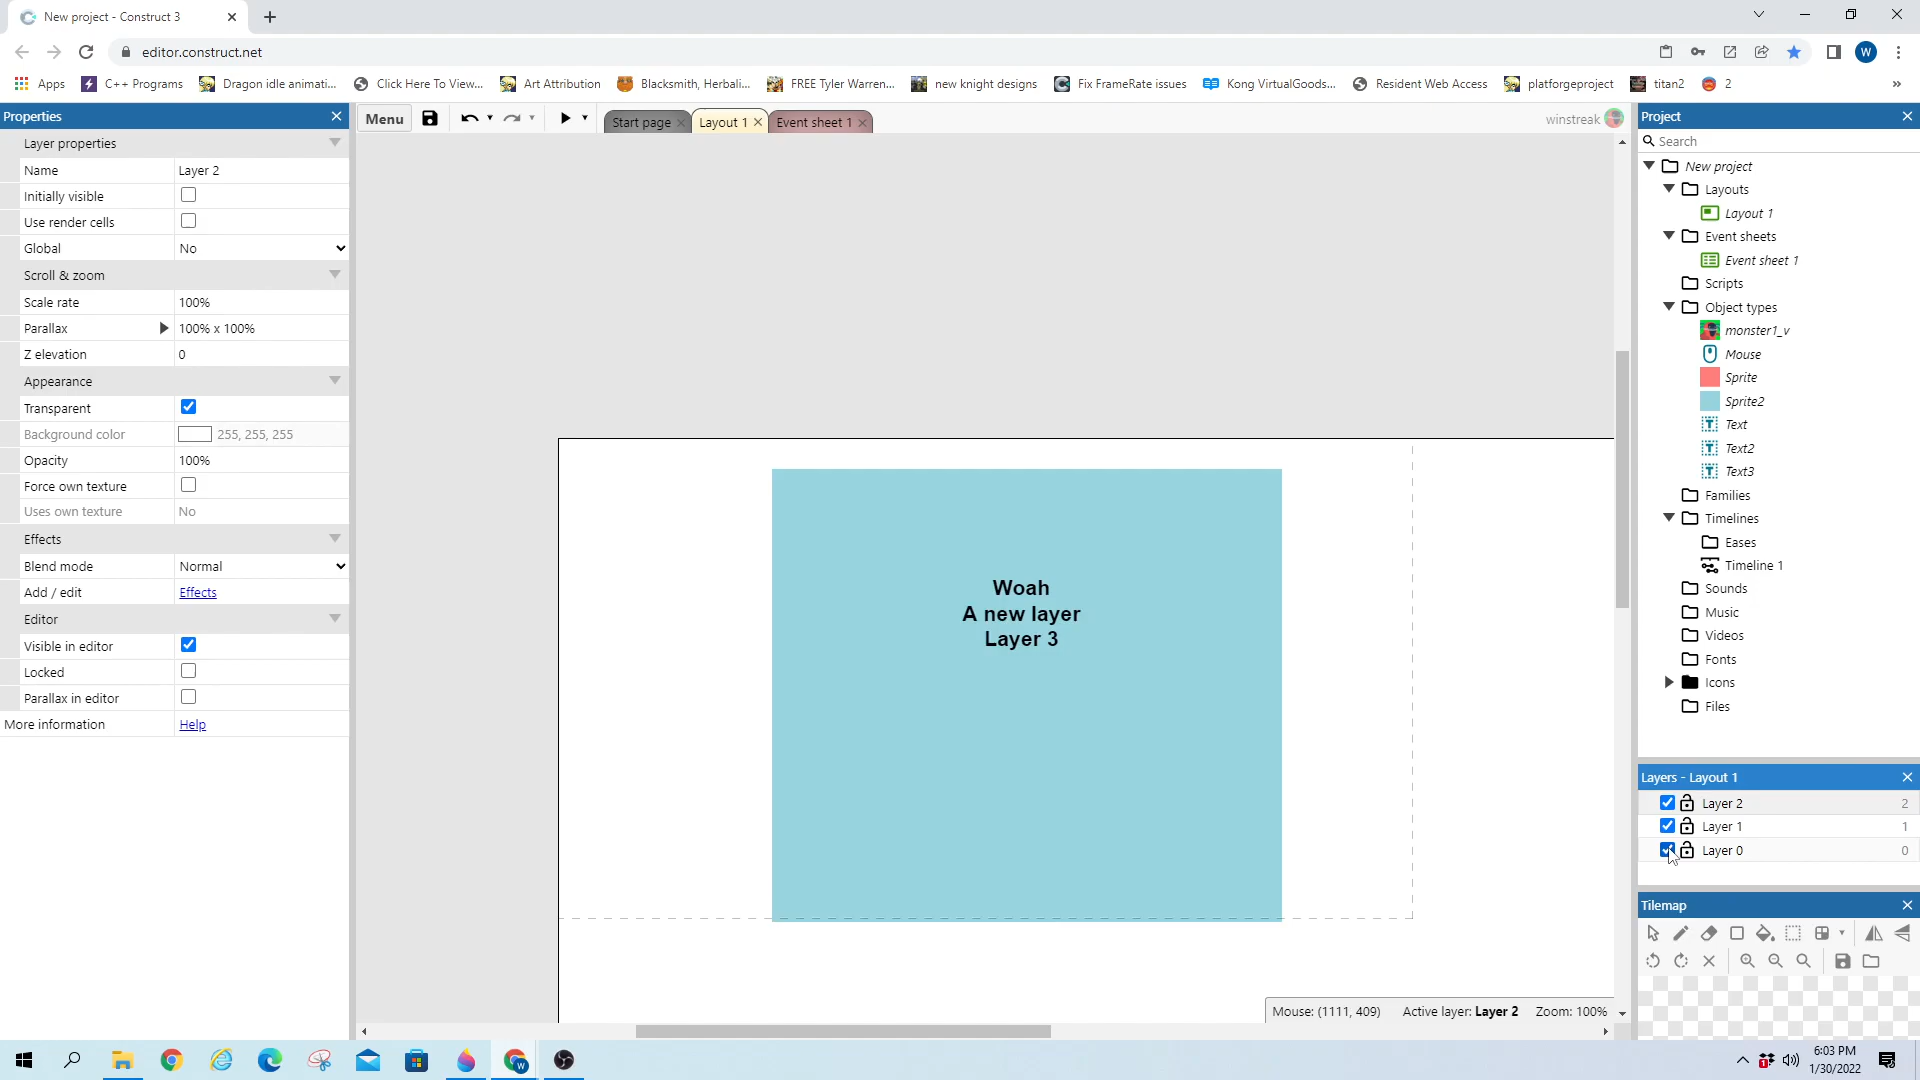 New project - Construct 3
editor.construct.net
W
Apps
C++ Programs
Dragon idle animati...
Click Here To View...
Art Attribution
Blacksmith, Herbali...
FREE Tyler Warren...
new knight designs
Fix FrameRate issues
Kong VirtualGoods...
Resident Web Access
platforgeproject
titan2
2
»
Properties
Layer properties
Name Layer 2
Initially visible
Use render cells
Global No
Scroll & zoom
Scale rate 100%
Parallax 100% x 100%
Z elevation 0
Appearance
Transparent
Background color 255, 255, 255
Opacity 100%
Force own texture
Uses own texture No
Effects
Blend mode Normal
Add / edit Effects
Editor
Visible in editor
Locked
Parallax in editor
More information Help
Menu
Start page
Layout 1
Event sheet 1
winstreak
Woah
A new layer
Layer 3
Mouse: (1111, 409) Active layer: Layer 2 Zoom: 100%
Project
Search
New project
Layouts
Layout 1
Event sheets
Event sheet 1
Scripts
Object types
monster1_v
Mouse
Sprite
Sprite2
Text
Text2
Text3
Families
Timelines
Eases
Timeline 1
Sounds
Music
Videos
Fonts
Icons
Files
Layers - Layout 1
Layer 2 2
Layer 1 1
Layer 0 0
Tilemap
6:03 PM
1/30/2022